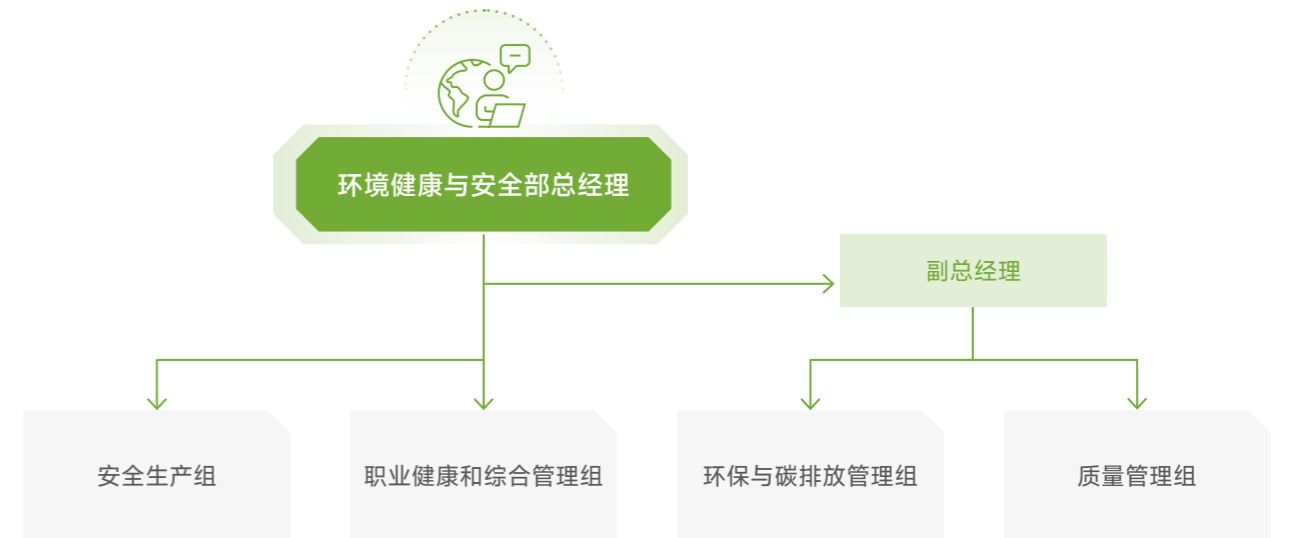 环境健康与安全部总经理
副总经理
安全生产组
职业健康和综合管理组
环保与碳排放管理组
质量管理组